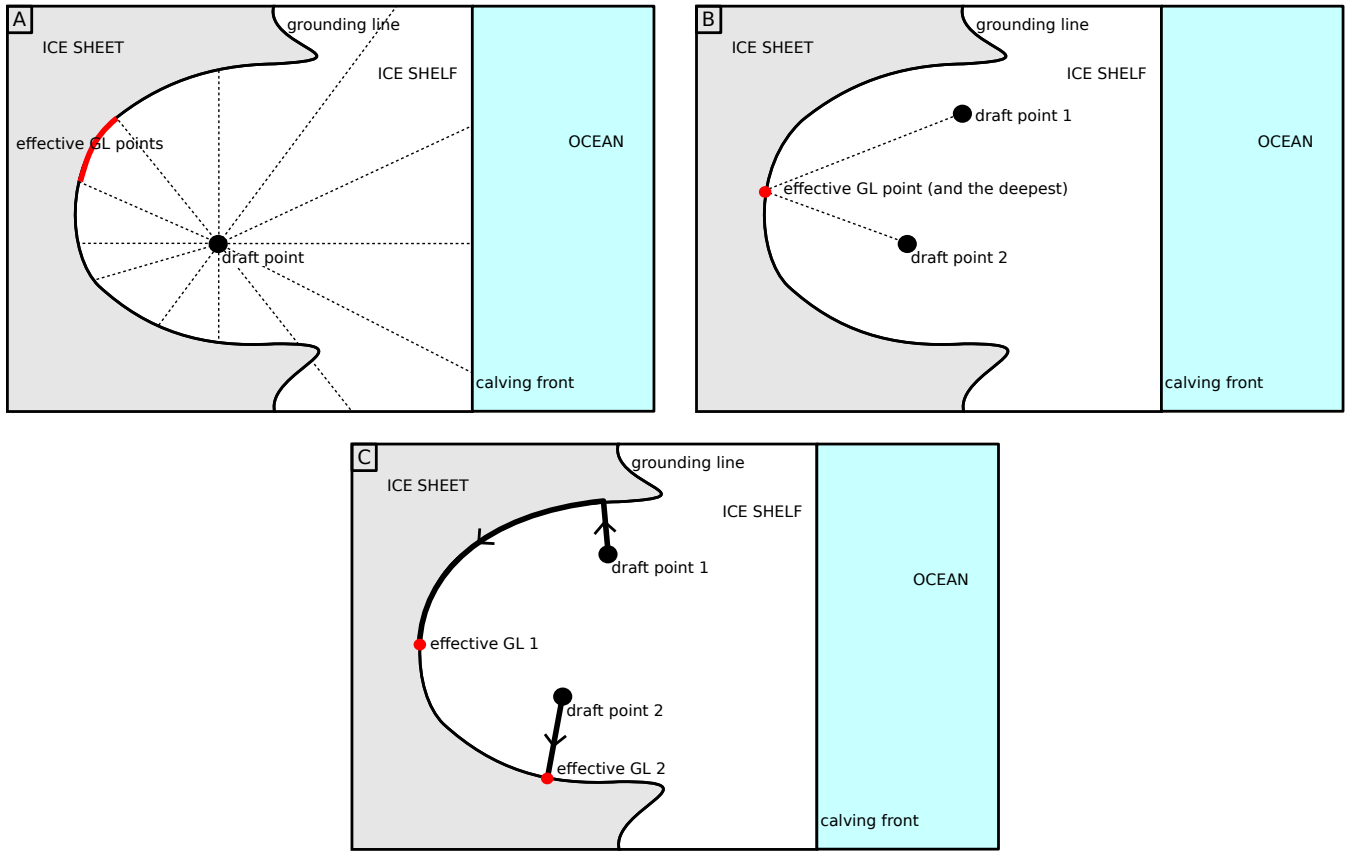 A
grounding line
ICE SHEET
ICE SHELF
effective GL points
OCEAN
draft point
calving front
B
grounding line
ICE SHEET
ICE SHELF
draft point 1
OCEAN
effective GL point (and the deepest)
draft point 2
calving front
C
grounding line
ICE SHEET
ICE SHELF
draft point 1
OCEAN
effective GL 1
draft point 2
effective GL 2
calving front